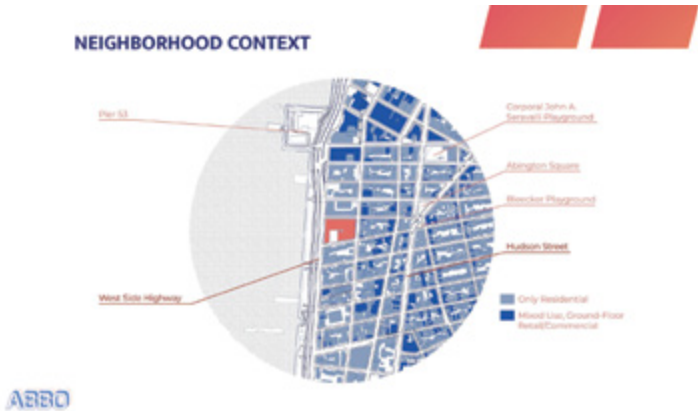 NEIGHBORHOOD CONTEXT
Pier 53
Corporal John A.
Seravalli Playground
Abington Square
Bleecker Playground
Hudson Street
West Side Highway
Only Residential
Mixed Use, Ground-Floor
Retail/Commercial
ABBO